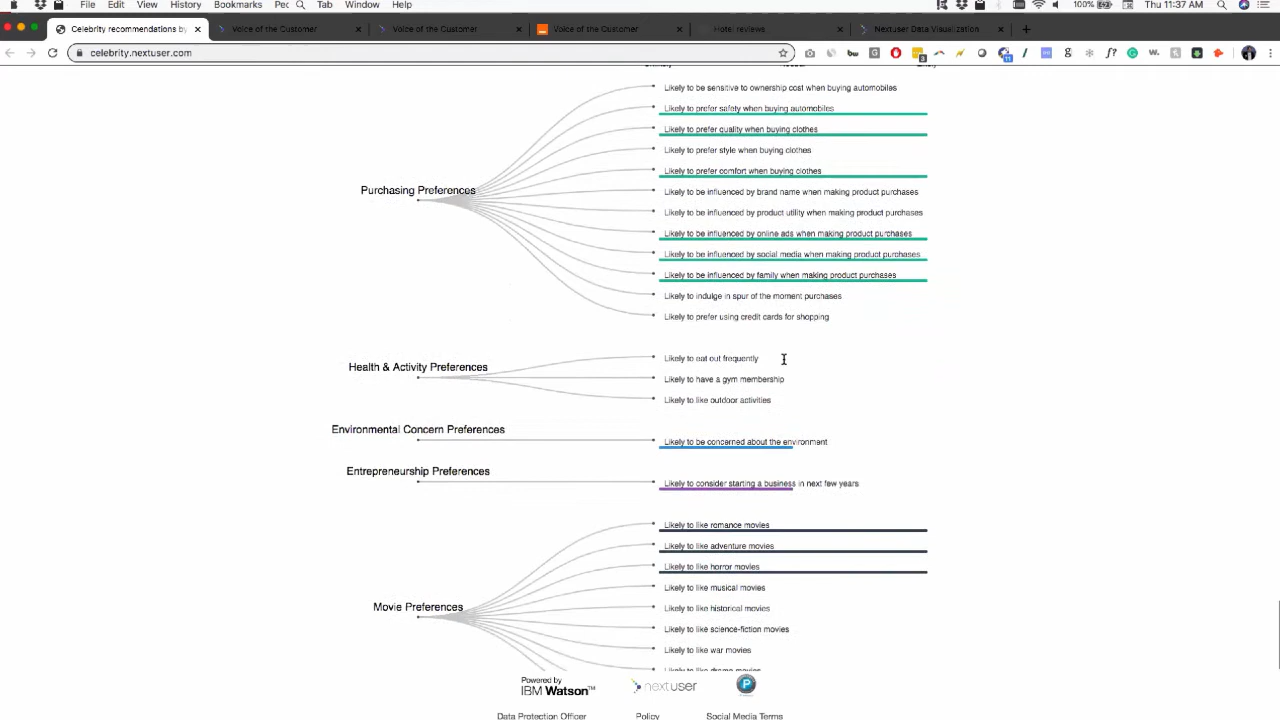 File Edit View History Bookmarks Pec Tab Window Help 100% Thu 11:37 AM
Celebrity recommendations by Voice of the Customer Voice of the Customer Voice of the Customer Hotel reviews Nextuser Data Visualization
celebrity.nextuser.com
Likely to be sensitive to ownership cost when buying automobiles
Likely to prefer safety when buying automobiles
Likely to prefer quality when buying clothes
Likely to prefer style when buying clothes
Likely to prefer comfort when buying clothes
Purchasing Preferences
Likely to be influenced by brand name when making product purchases
Likely to be influenced by product utility when making product purchases
Likely to be influenced by online ads when making product purchases
Likely to be influenced by social media when making product purchases
Likely to be influenced by family when making product purchases
Likely to indulge in spur of the moment purchases
Likely to prefer using credit cards for shopping
Likely to eat out frequently
Health & Activity Preferences
Likely to have a gym membership
Likely to like outdoor activities
Environmental Concern Preferences
Likely to be concerned about the environment
Entrepreneurship Preferences
Likely to consider starting a business in next few years
Likely to like romance movies
Likely to like adventure movies
Likely to like horror movies
Likely to like musical movies
Movie Preferences
Likely to like historical movies
Likely to like science-fiction movies
Likely to like war movies
Likely to like drama movies
Powered by
IBM Watson™
nextuser
Data Protection Officer Policy Social Media Terms